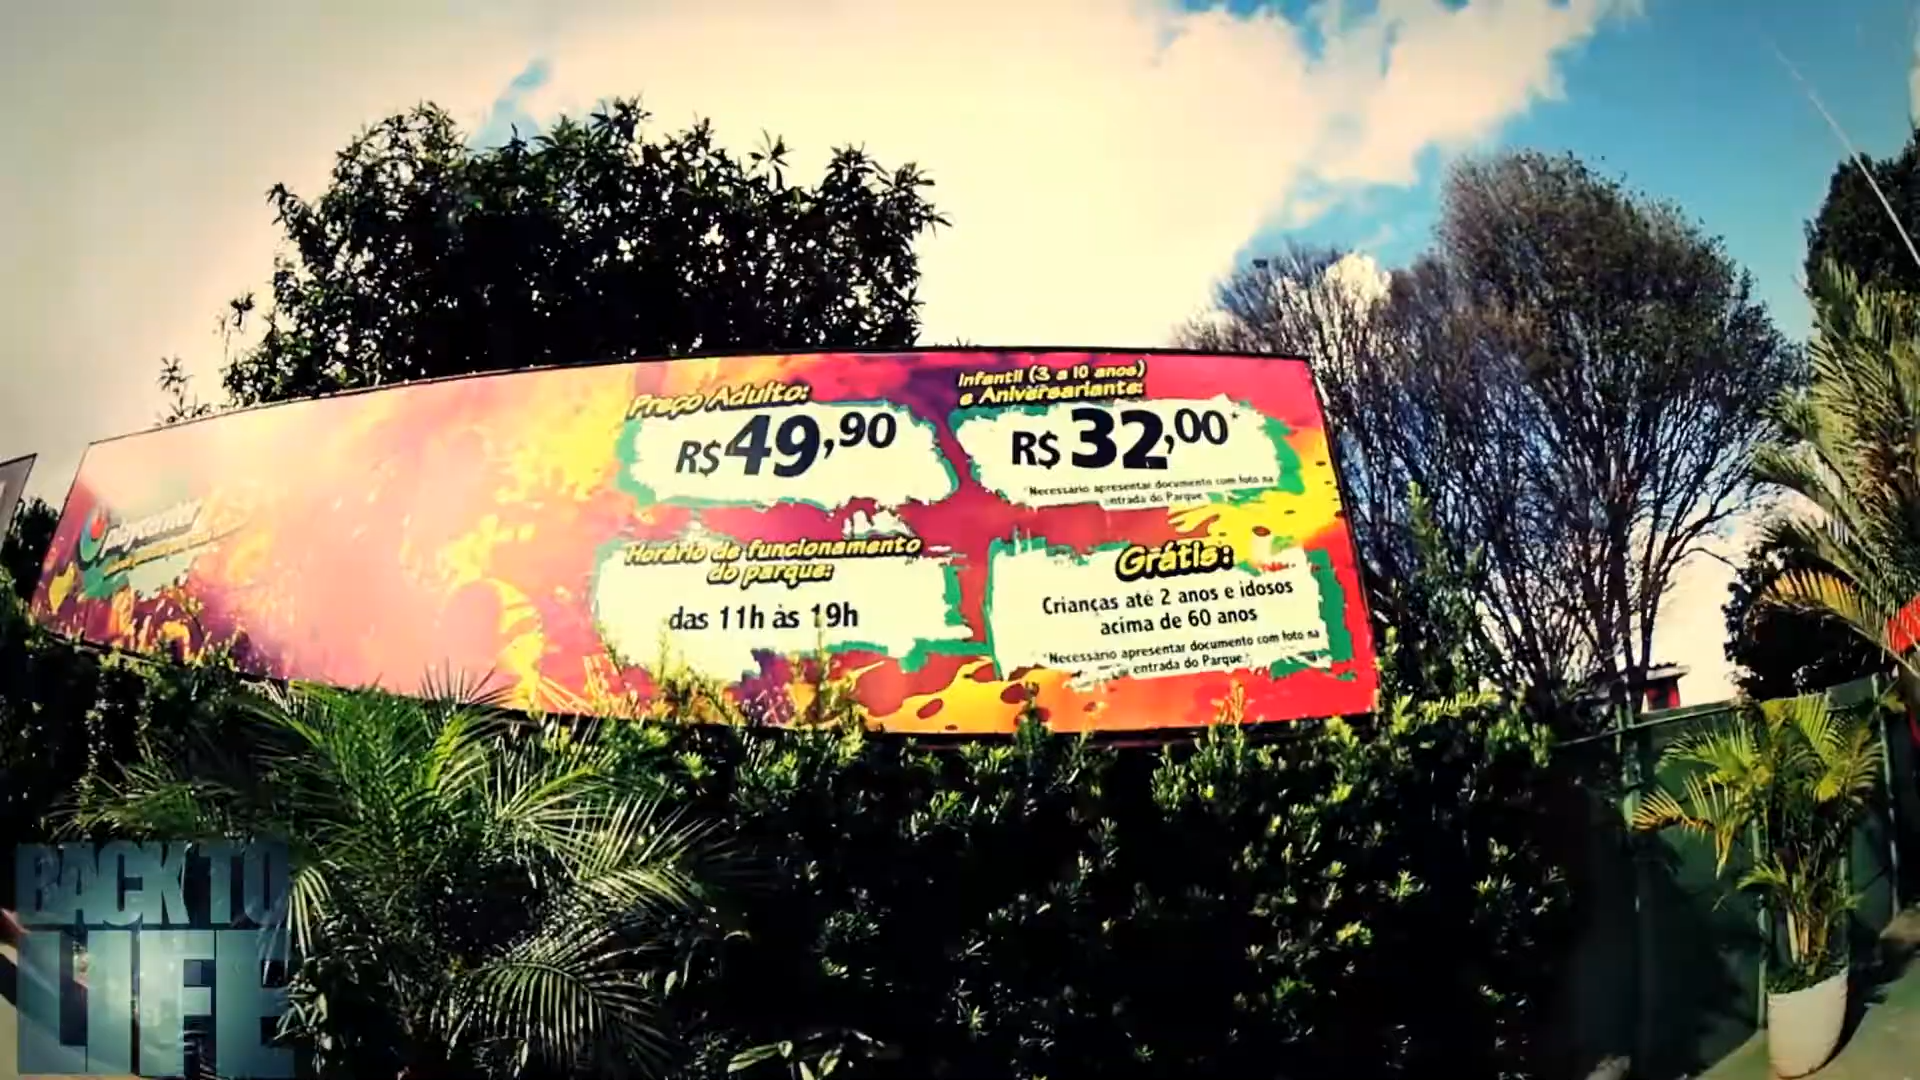 Preço Adulto:
R$ 49,90
Infantil (3 a 10 anos)
e Aniversariante:
R$ 32,00*
*Necessário apresentar documento com foto na
entrada do Parque
playcenter
Horário de funcionamento
do parque:
das 11h às 19h
Grátis:
Crianças até 2 anos e idosos
acima de 60 anos
*Necessário apresentar documento com foto na
entrada do Parque.*
BACK TO
LIFE